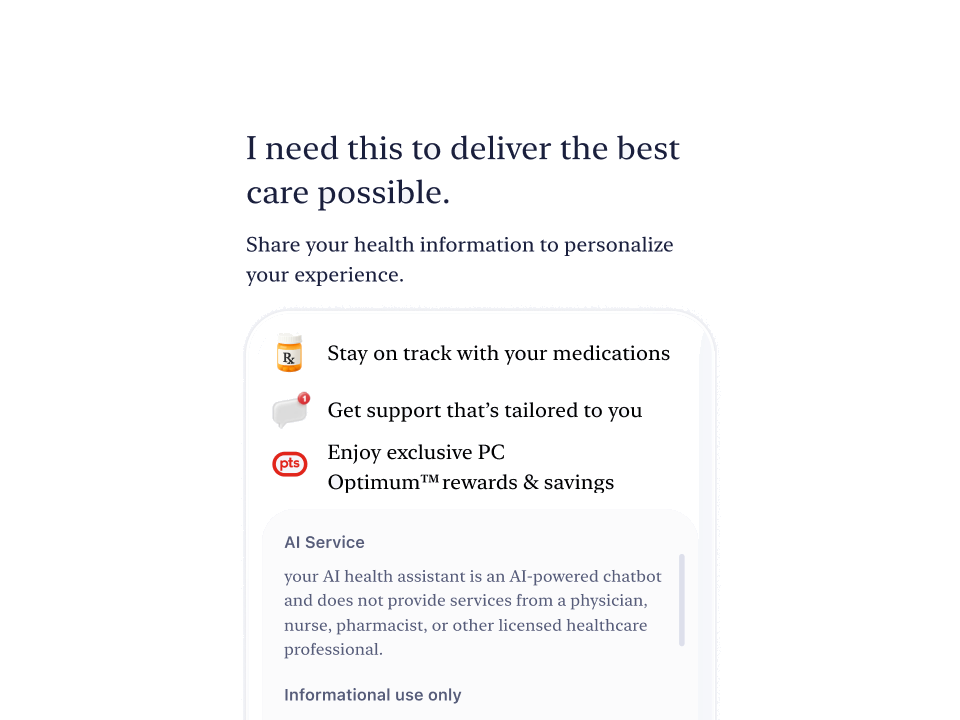 I need this to deliver the best
care possible.
Share your health information to personalize
your experience.
Rx
Stay on track with your medications
1
Get support that’s tailored to you
pts
Enjoy exclusive PC
Optimum™ rewards & savings
AI Service
your AI health assistant is an AI-powered chatbot
and does not provide services from a physician,
nurse, pharmacist, or other licensed healthcare
professional.
Informational use only